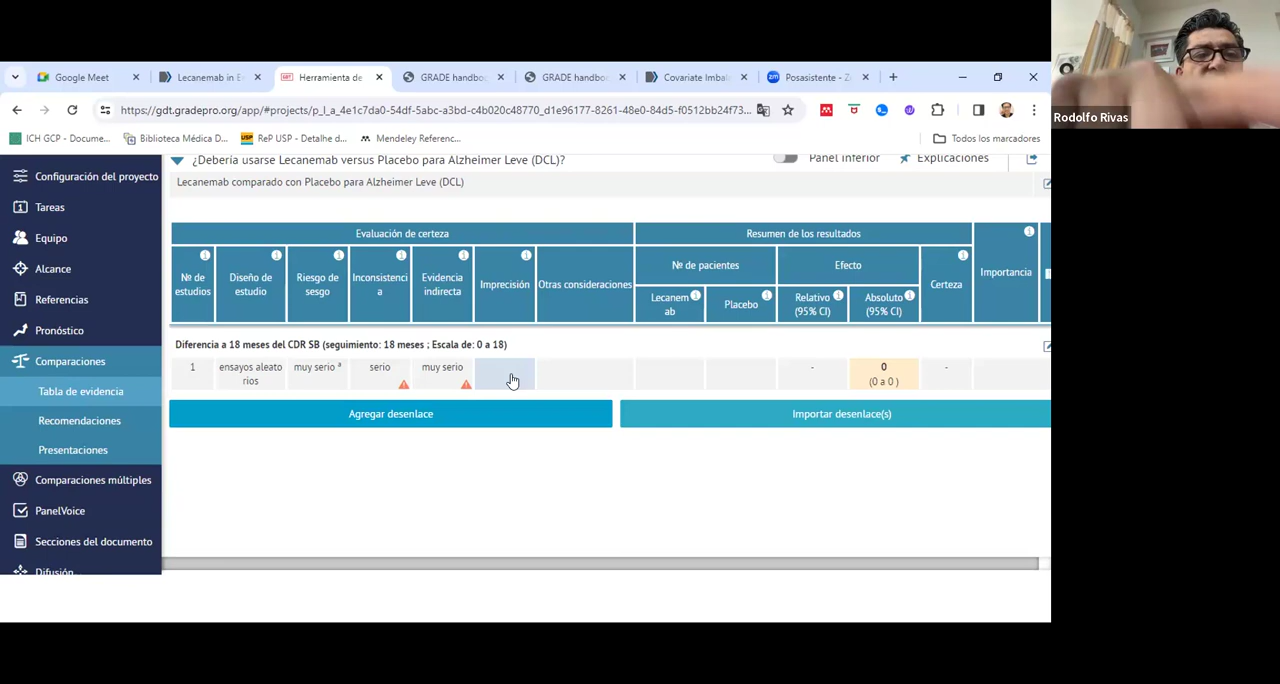 Google Meet
Lecanemab in E
Herramienta de
GRADE handboo
GRADE handboo
Covariate Imbala
Posasistente - Zo
https://gdt.gradepro.org/app/#projects/p_l_a_4e1c7da0-54df-5abc-a3bd-c4b020c48770_d1e96177-8261-48e0-84d5-f0512bb24f73...
ICH GCP - Docume...
Biblioteca Médica D...
ReP USP - Detalhe d...
Mendeley Referenc...
Todos los marcadores
Rodolfo Rivas
Configuración del proyecto
Tareas
Equipo
Alcance
Referencias
Pronóstico
Comparaciones
Tabla de evidencia
Recomendaciones
Presentaciones
Comparaciones múltiples
PanelVoice
Secciones del documento
Difusión
¿Debería usarse Lecanemab versus Placebo para Alzheimer Leve (DCL)?
Panel inferior
Explicaciones
Lecanemab comparado con Placebo para Alzheimer Leve (DCL)
Evaluación de certeza
Resumen de los resultados
Nº de estudios
Diseño de estudio
Riesgo de sesgo
Inconsistencia
Evidencia indirecta
Imprecisión
Otras consideraciones
Nº de pacientes
Efecto
Lecanemab
Placebo
Relativo (95% CI)
Absoluto (95% CI)
Certeza
Importancia
Diferencia a 18 meses del CDR SB (seguimiento: 18 meses ; Escala de: 0 a 18)
1
ensayos aleatorios
muy serio ª
serio
muy serio
-
0
(0 a 0 )
-
Agregar desenlace
Importar desenlace(s)